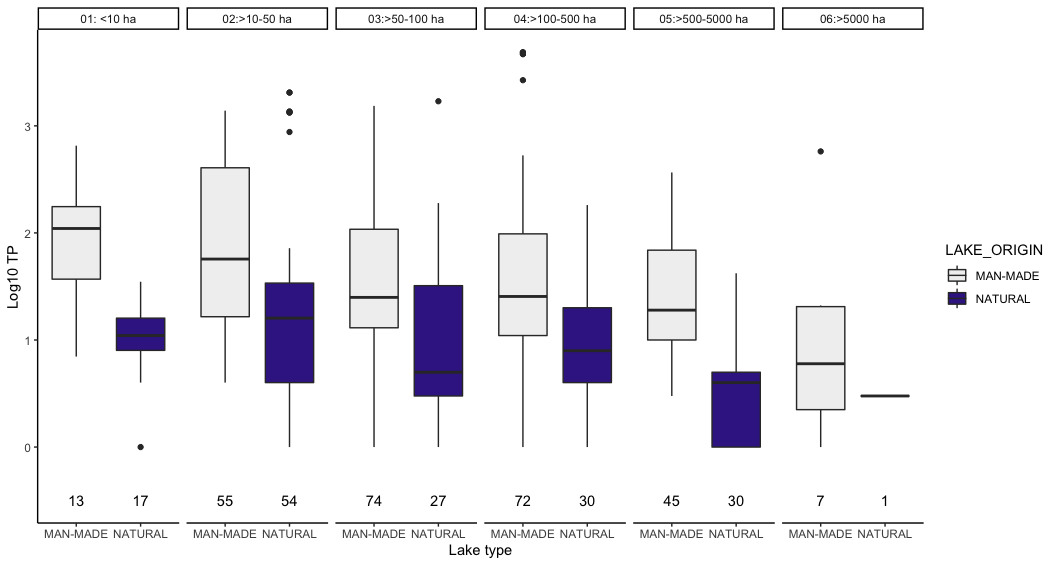 01: <10 ha 02:>10-50 ha 03:>50-100 ha 04:>100-500 ha 05:>500-5000 ha 06:>5000 ha
3
2
1
0
Log10 TP
13 17 55 54 74 27 72 30 45 30 7 1
MAN-MADE NATURAL MAN-MADE NATURAL MAN-MADE NATURAL MAN-MADE NATURAL MAN-MADE NATURAL MAN-MADE NATURAL
Lake type
LAKE_ORIGIN
MAN-MADE
NATURAL